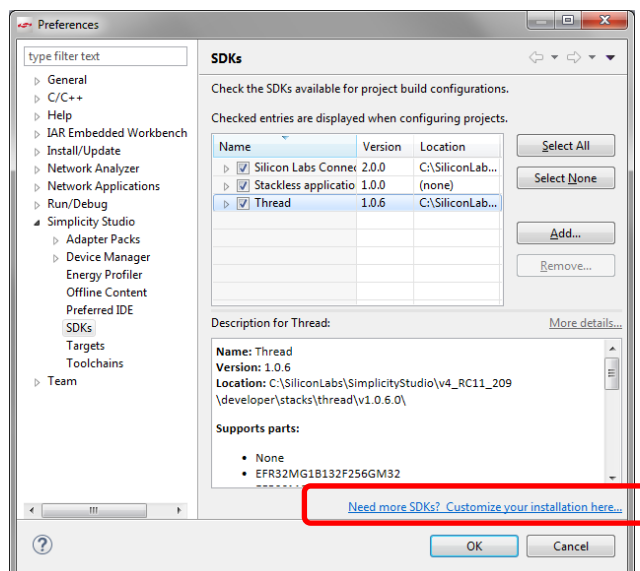 Preferences
type filter text
General
C/C++
Help
IAR Embedded Workbench
Install/Update
Network Analyzer
Network Applications
Run/Debug
Simplicity Studio
Adapter Packs
Device Manager
Energy Profiler
Offline Content
Preferred IDE
SDKs
Targets
Toolchains
Team
SDKs
Check the SDKs available for project build configurations.
Checked entries are displayed when configuring projects.
Name Version Location
Silicon Labs Connec 2.0.0 C:\SiliconLab...
Stackless applicatio 1.0.0 (none)
Thread 1.0.6 C:\SiliconLab...
Select All
Select None
Add...
Remove...
Description for Thread: More details...
Name: Thread
Version: 1.0.6
Location: C:\SiliconLabs\SimplicityStudio\v4_RC11_209
\developer\stacks\thread\v1.0.6.0\
Supports parts:
• None
• EFR32MG1B132F256GM32
Need more SDKs? Customize your installation here...
OK Cancel